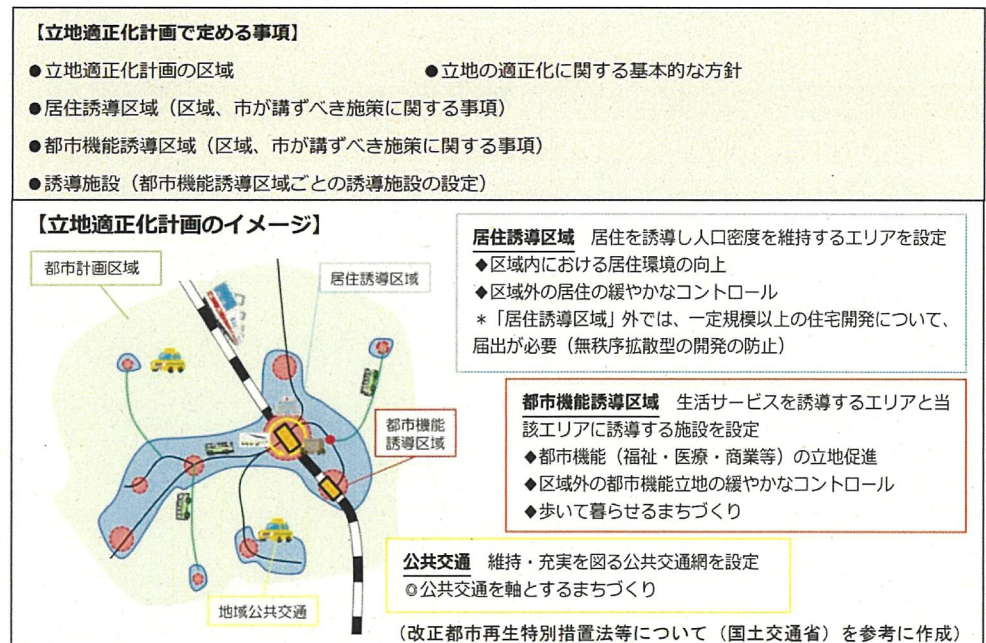 【立地適正化計画で定める事項】
●立地適正化計画の区域 ●立地の適正化に関する基本的な方針
●居住誘導区域（区域、市が講ずべき施策に関する事項）
●都市機能誘導区域（区域、市が講ずべき施策に関する事項）
●誘導施設（都市機能誘導区域ごとの誘導施設の設定）
【立地適正化計画のイメージ】
都市計画区域
居住誘導区域
都市機能
誘導区域
地域公共交通
居住誘導区域 居住を誘導し人口密度を維持するエリアを設定
◆区域内における居住環境の向上
◆区域外の居住の緩やかなコントロール
＊「居住誘導区域」外では、一定規模以上の住宅開発について、
届出が必要（無秩序拡散型の開発の防止）
都市機能誘導区域 生活サービスを誘導するエリアと当
該エリアに誘導する施設を設定
◆都市機能（福祉・医療・商業等）の立地促進
◆区域外の都市機能立地の緩やかなコントロール
◆歩いて暮らせるまちづくり
公共交通 維持・充実を図る公共交通網を設定
◎公共交通を軸とするまちづくり
（改正都市再生特別措置法等について（国土交通省）を参考に作成）